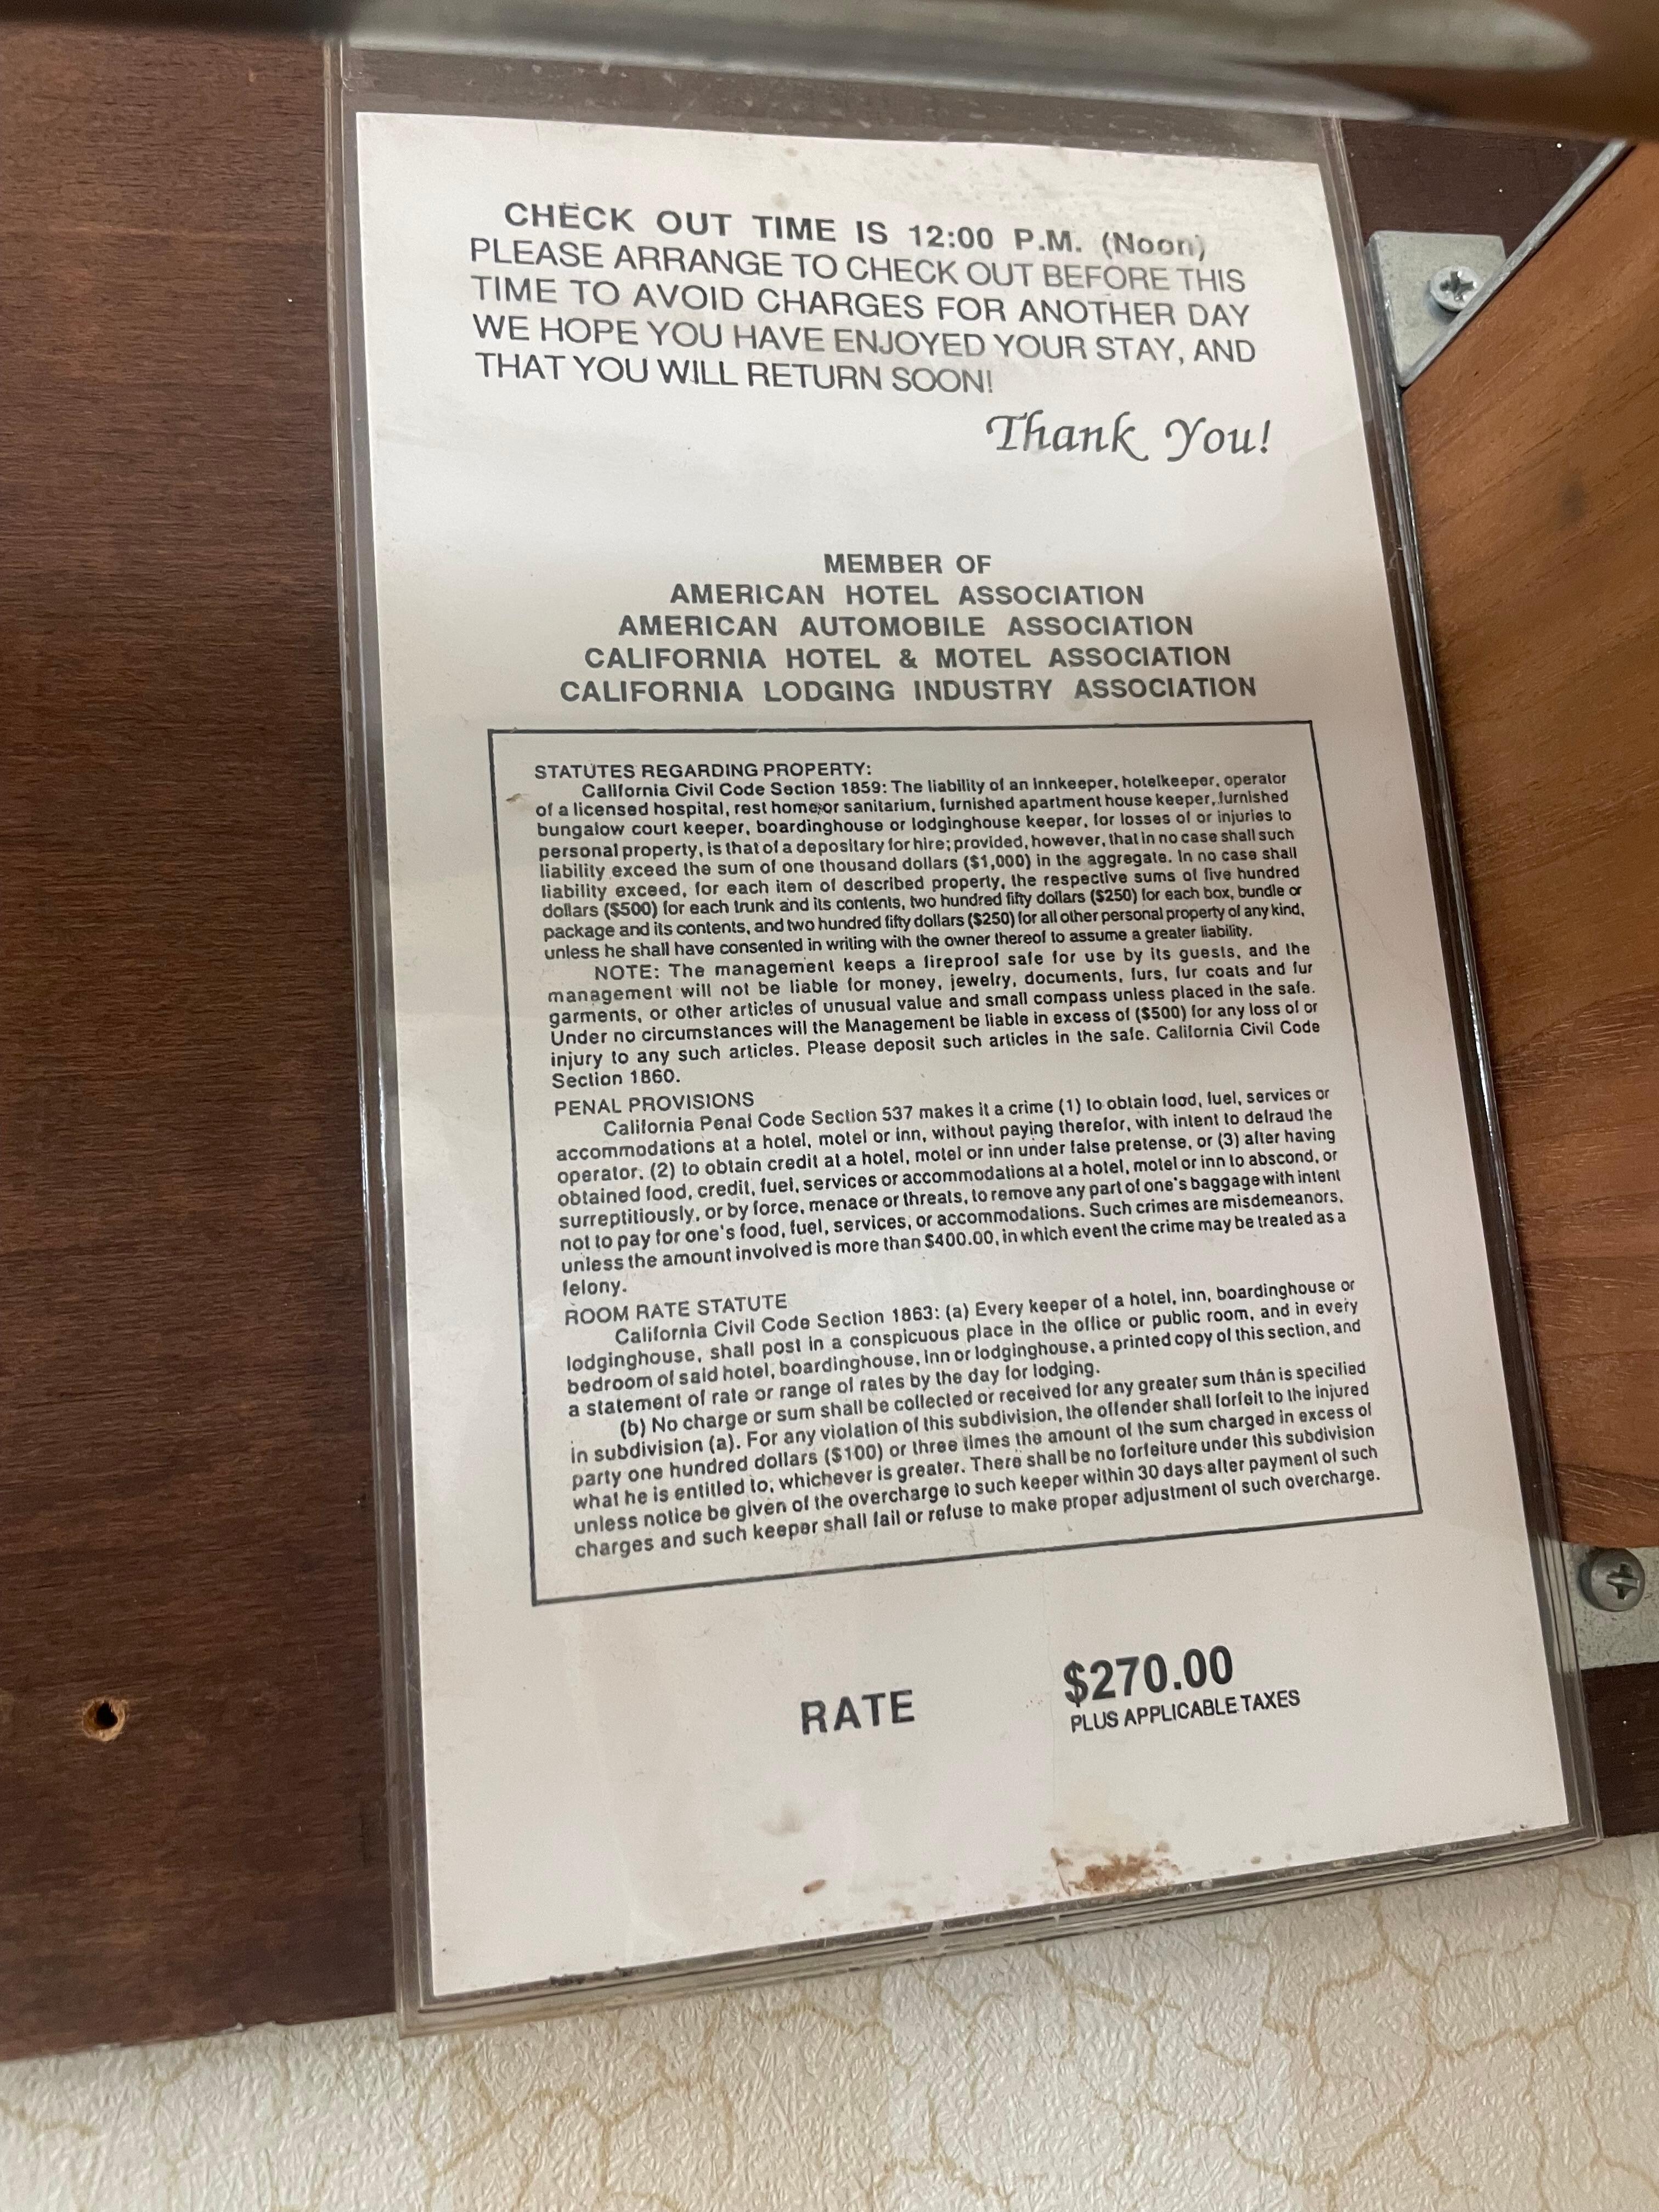 CHECK OUT TIME IS 12:00 P.M. (Noon)
PLEASE ARRANGE TO CHECK OUT BEFORE THIS
TIME TO AVOID CHARGES FOR ANOTHER DAY
WE HOPE YOU HAVE ENJOYED YOUR STAY, AND
THAT YOU WILL RETURN SOON!
Thank You!
MEMBER OF
AMERICAN HOTEL ASSOCIATION
AMERICAN AUTOMOBILE ASSOCIATION
CALIFORNIA HOTEL & MOTEL ASSOCIATION
CALIFORNIA LODGING INDUSTRY ASSOCIATION
STATUTES REGARDING PROPERTY:
California Civil Code Section 1859: The liability of an innkeeper, hotelkeeper, operator
of a licensed hospital, rest home,or sanitarium, furnished apartment house keeper, furnished
bungalow court keeper, boardinghouse or lodginghouse keeper, for losses of or injuries to
personal property, is that of a depositary for hire; provided, however, that in no case shall such
liability exceed the sum of one thousand dollars ($1,000) in the aggregate. In no case shall
liability exceed, for each item of described property, the respective sums of five hundred
dollars ($500) for each trunk and its contents, two hundred fifty dollars ($250) for each box, bundle or
package and its contents, and two hundred fifty dollars ($250) for all other personal property of any kind,
unless he shall have consented in writing with the owner thereof to assume a greater liability.
NOTE: The management keeps a fireproof safe for use by its guests, and the
management will not be liable for money, jewelry, documents, furs, fur coats and fur
garments, or other articles of unusual value and small compass unless placed in the safe.
Under no circumstances will the Management be liable in excess of ($500) for any loss of or
injury to any such articles. Please deposit such articles in the safe. California Civil Code
Section 1860.
PENAL PROVISIONS
California Penal Code Section 537 makes it a crime (1) to obtain food, fuel, services or
accommodations at a hotel, motel or inn, without paying therefor, with intent to defraud the
operator, (2) to obtain credit at a hotel, motel or inn under false pretense, or (3) after having
obtained food, credit, fuel, services or accommodations at a hotel, motel or inn to abscond, or
surreptitiously, or by force, menace or threats, to remove any part of one's baggage with intent
not to pay for one's food, fuel, services, or accommodations. Such crimes are misdemeanors,
unless the amount involved is more than $400.00, in which event the crime may be treated as a
felony.
ROOM RATE STATUTE
California Civil Code Section 1863: (a) Every keeper of a hotel, inn, boardinghouse or
lodginghouse, shall post in a conspicuous place in the office or public room, and in every
bedroom of said hotel, boardinghouse, inn or lodginghouse, a printed copy of this section, and
a statement of rate or range of rates by the day for lodging.
(b) No charge or sum shall be collected or received for any greater sum than is specified
in subdivision (a). For any violation of this subdivision, the offender shall forfeit to the injured
party one hundred dollars ($100) or three times the amount of the sum charged in excess of
what he is entitled to, whichever is greater. There shall be no forfeiture under this subdivision
unless notice be given of the overcharge to such keeper within 30 days after payment of such
charges and such keeper shall fail or refuse to make proper adjustment of such overcharge.
RATE $270.00
PLUS APPLICABLE TAXES